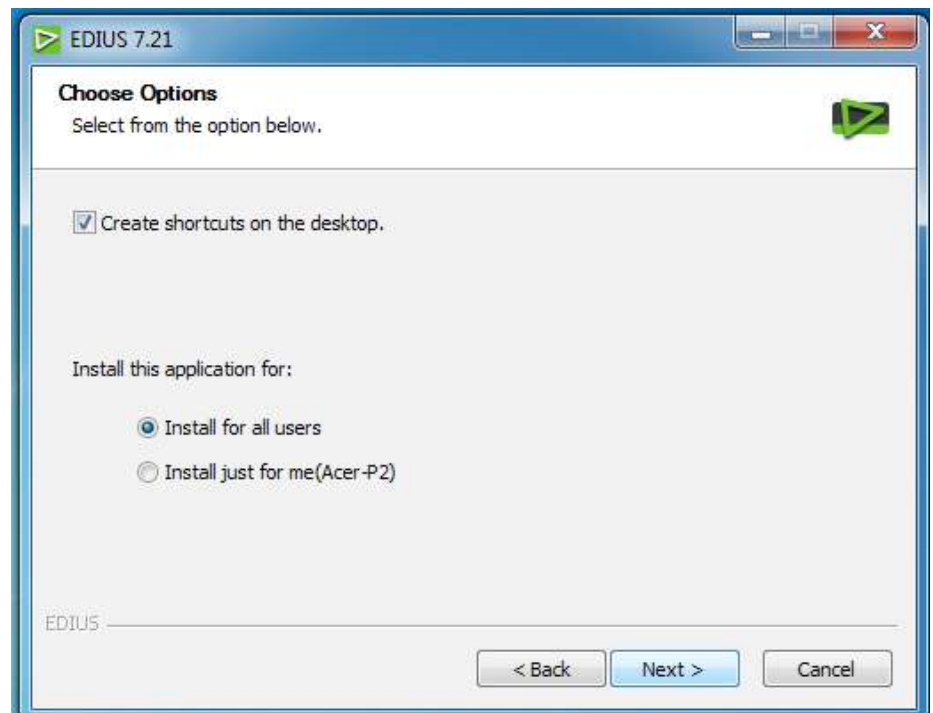 EDIUS 7.21
Choose Options
Select from the option below.
Create shortcuts on the desktop.
Install this application for:
Install for all users
Install just for me(Acer-P2)
EDIUS
< Back Next > Cancel